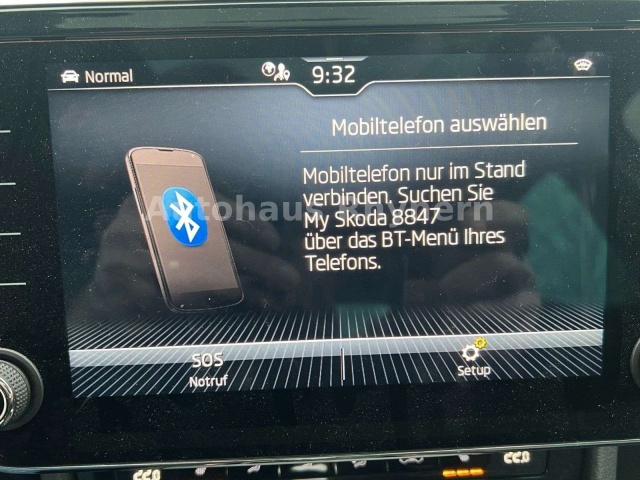 Normal
9:32
Mobiltelefon auswählen
Mobiltelefon nur im Stand
verbinden. Suchen Sie
My Skoda 8847
über das BT-Menü Ihres
Telefons.
SOS
Notruf
Setup